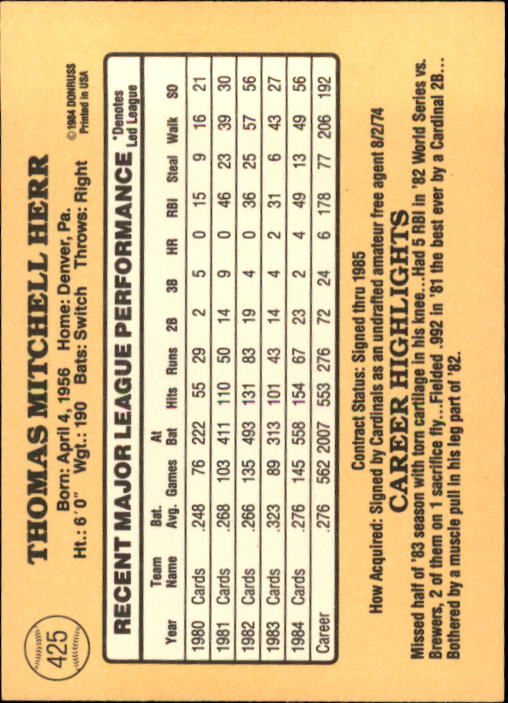 425
THOMAS MITCHELL HERR
©1984 DONRUSS
Printed in USA
Born: April 4, 1956 Home: Denver, Pa.
Ht.: 6'0" Wgt.: 190 Bats: Switch Throws: Right
RECENT MAJOR LEAGUE PERFORMANCE *Denotes Led League
Year Team Name Bat. Avg. Games At Bat Hits Runs 2B 3B HR RBI Steal Walk SO
1980 Cards .248 76 222 55 29 2 5 0 15 9 16 21
1981 Cards .268 103 411 110 50 14 9 0 46 23 39 30
1982 Cards .266 135 493 131 83 19 4 0 36 25 57 56
1983 Cards .323 89 313 101 43 14 4 2 31 6 43 27
1984 Cards .276 145 558 154 67 23 2 4 49 13 49 56
Career .276 562 2007 553 276 72 24 6 178 77 206 192
Contract Status: Signed thru 1985
How Acquired: Signed by Cardinals as an undrafted amateur free agent 8/2/74
CAREER HIGHLIGHTS
Missed half of '83 season with torn cartilage in his knee...Had 5 RBI in '82 World Series vs.
Brewers, 2 of them on 1 sacrifice fly...Fielded .992 in '81 the best ever by a Cardinal 2B...
Bothered by a muscle pull in his leg part of '82.